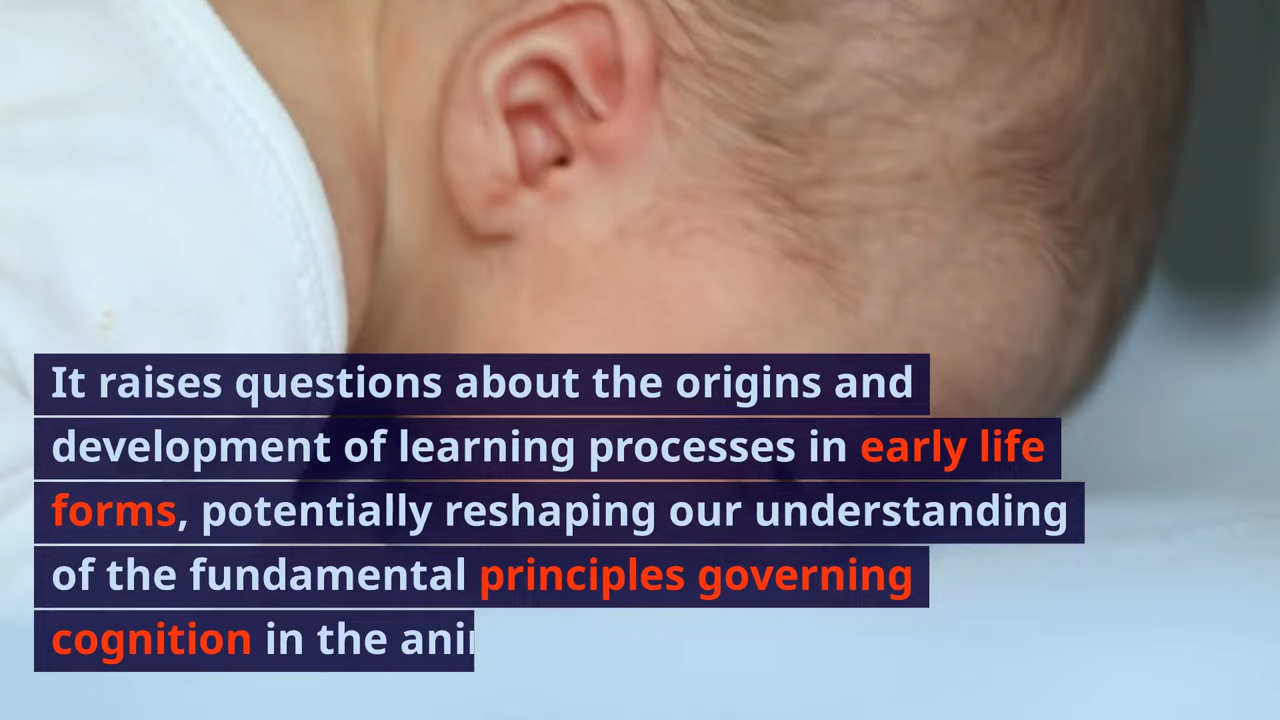 It raises questions about the origins and
development of learning processes in early life
forms, potentially reshaping our understanding
of the fundamental principles governing
cognition in the